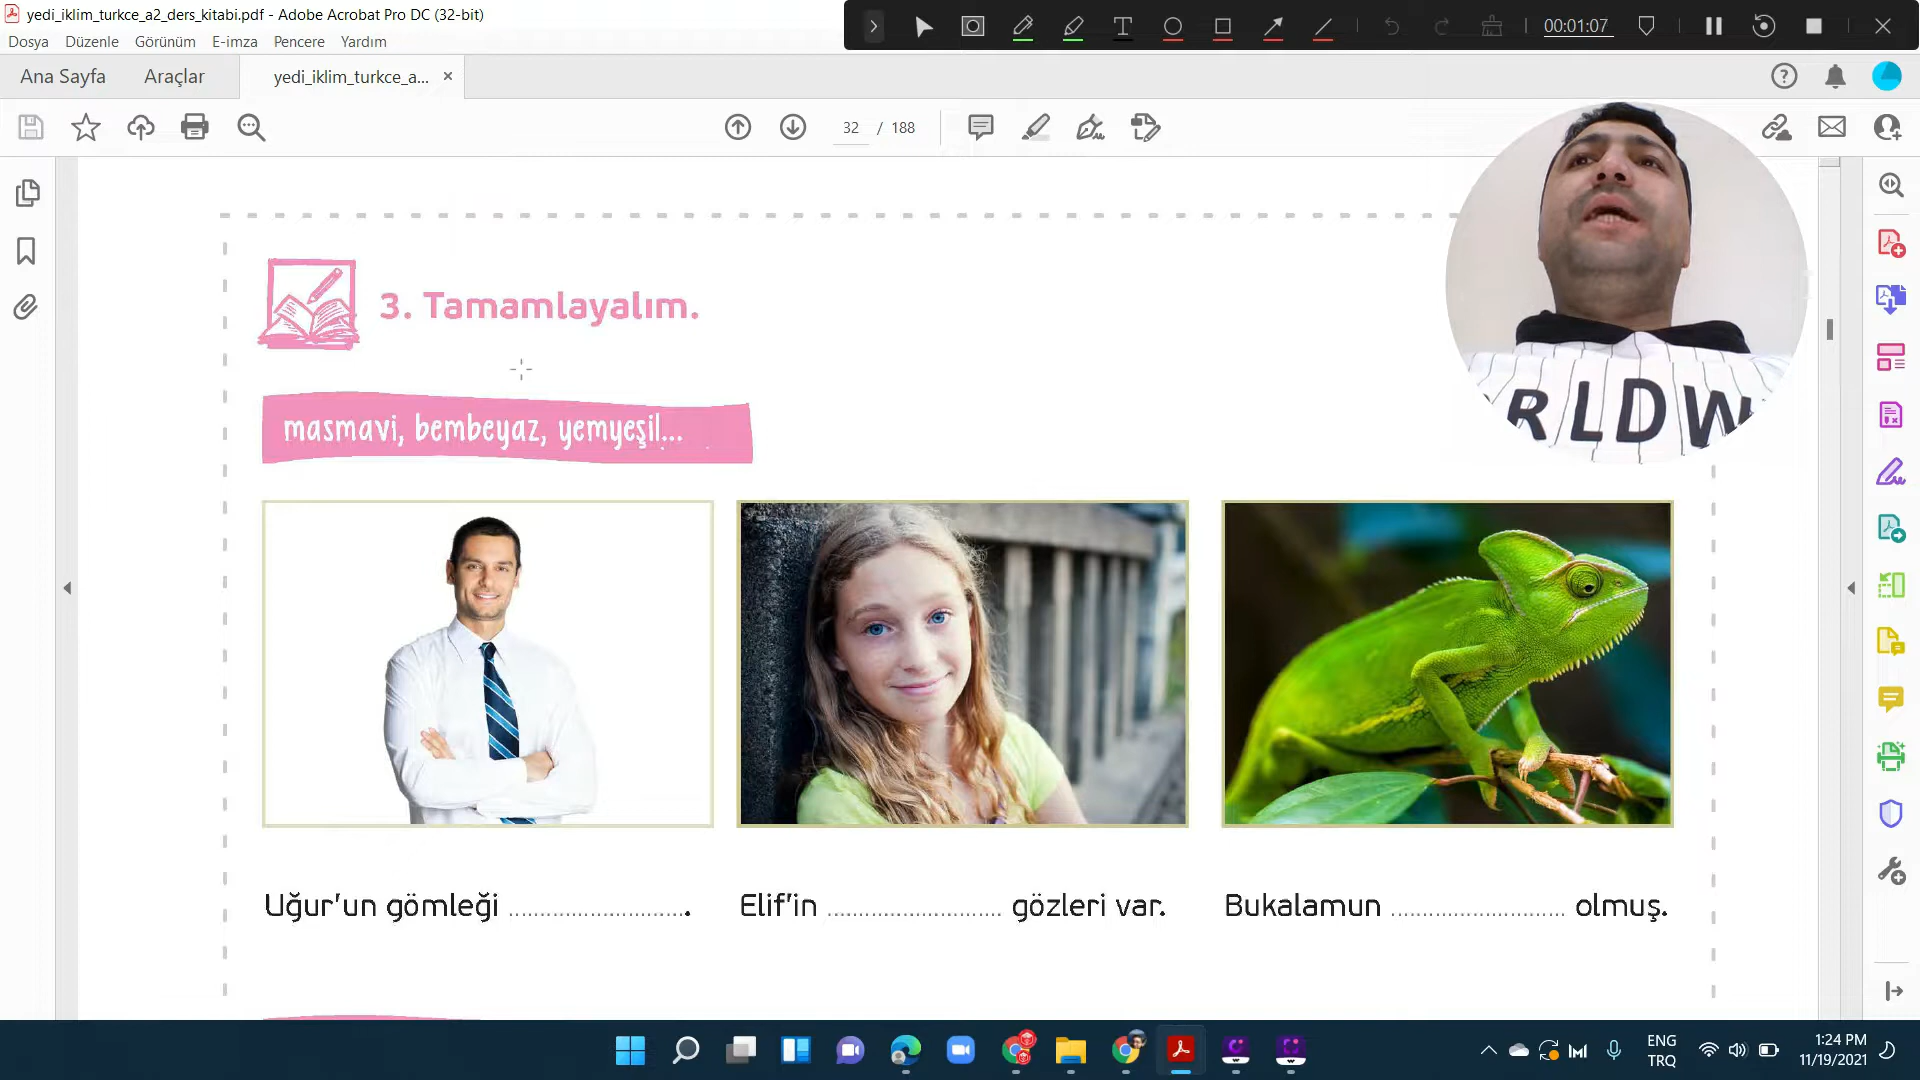 yedi_iklim_turkce_a2_ders_kitabi.pdf - Adobe Acrobat Pro DC (32-bit)
00:01:07
Dosya Düzenle Görünüm E-imza Pencere Yardım
Ana Sayfa Araçlar yedi_iklim_turkce_a... ×
32 / 188
3. Tamamlayalım.
masmavi, bembeyaz, yemyeşil...
RLDW
Uğur'un gömleği ........................... .
Elif'in ........................... gözleri var.
Bukalamun ........................... olmuş.
ENG
TRQ
1:24 PM
11/19/2021